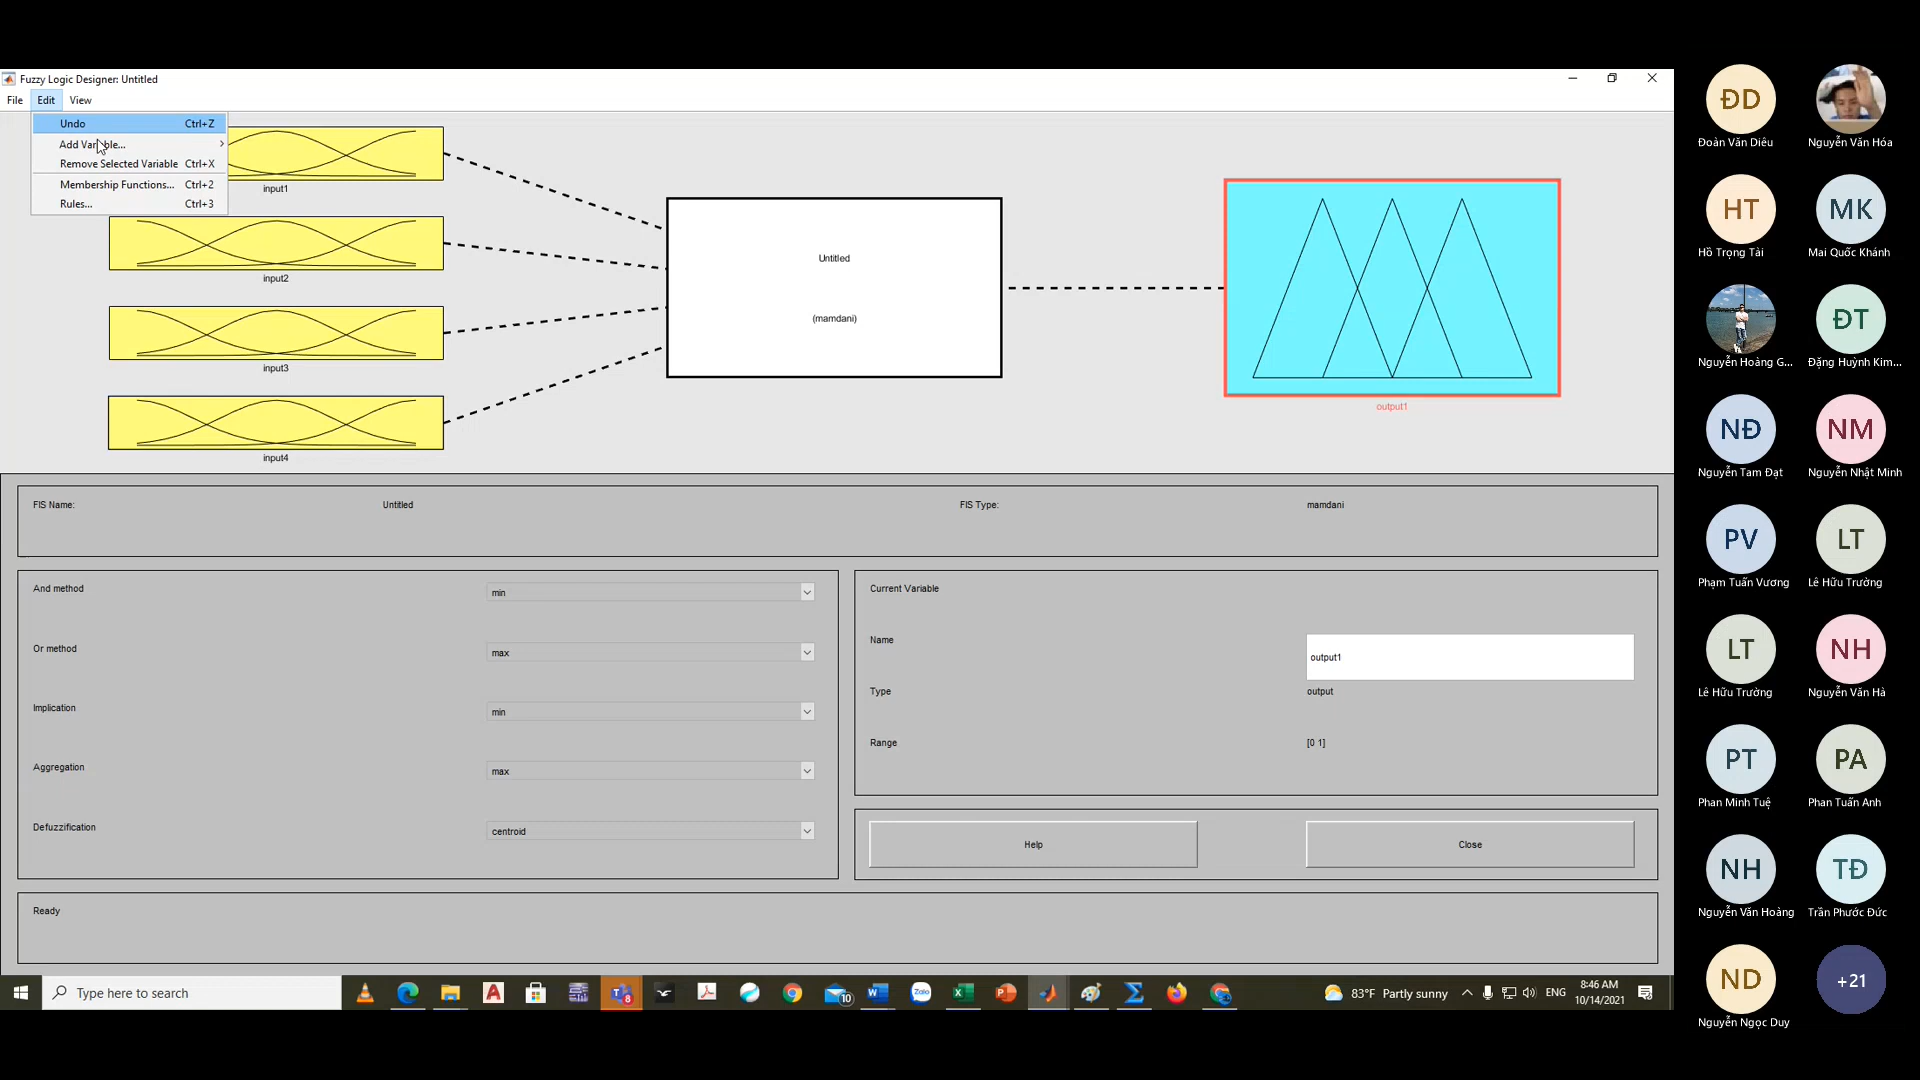 Fuzzy Logic Designer: Untitled
File Edit View
Undo Ctrl+Z
Add Variable...
Remove Selected Variable Ctrl+X
Membership Functions... Ctrl+2
Rules... Ctrl+3
input1
input2
input3
input4
Untitled
(mamdani)
output1
FIS Name: Untitled FIS Type: mamdani
And method min
Or method max
Implication min
Aggregation max
Defuzzification centroid
Current Variable
Name output1
Type output
Range [0 1]
Help Close
Ready
Type here to search
8
10
Zalo
83°F Partly sunny
ENG
8:46 AM
10/14/2021
ĐD
Đoàn Văn Diêu Nguyễn Văn Hóa
HT MK
Hồ Trọng Tài Mai Quốc Khánh
ĐT
Nguyễn Hoàng G... Đặng Huỳnh Kim...
NĐ NM
Nguyễn Tam Đạt Nguyễn Nhật Minh
PV LT
Phạm Tuấn Vương Lê Hữu Trường
LT NH
Lê Hữu Trường Nguyễn Văn Hà
PT PA
Phan Minh Tuệ Phan Tuấn Anh
NH TĐ
Nguyễn Văn Hoàng Trần Phước Đức
ND +21
Nguyễn Ngọc Duy